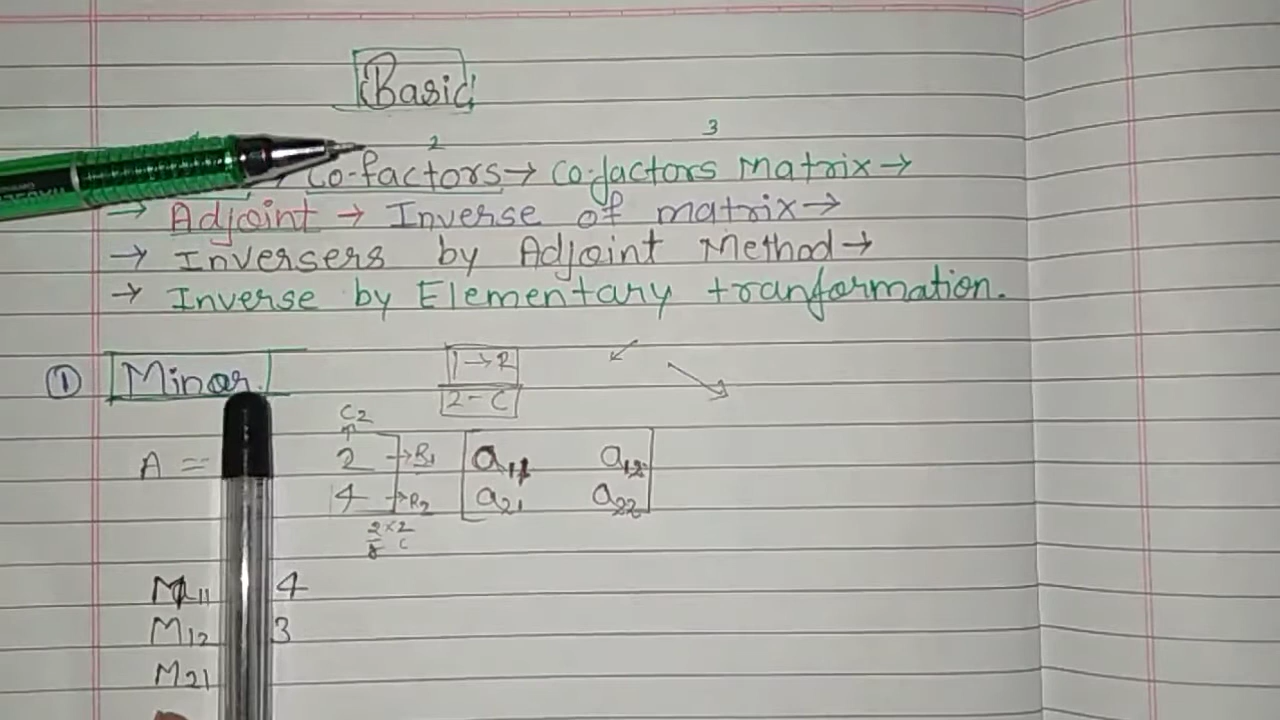 Basic
2 3
Co-factors → Co-factors Matrix →
→ Adjoint → Inverse of matrix →
→ Inversers by Adjoint Method →
→ Inverse by Elementary tranformation.
① Minor
1 → R
2 - C
C2
A = 2 → R1 a11 a12
4 → R2 a21 a22
2×2
C
M11 4
M12 3
M21